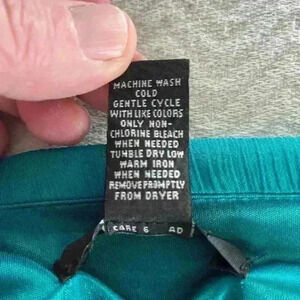 MACHINE WASH
COLD
GENTLE CYCLE
WITH LIKE COLORS
ONLY NON-
CHLORINE BLEACH
WHEN NEEDED
TUMBLE DRY LOW
WARM IRON
WHEN NEEDED
REMOVE PROMPTLY
FROM DRYER
CARE 6 AD